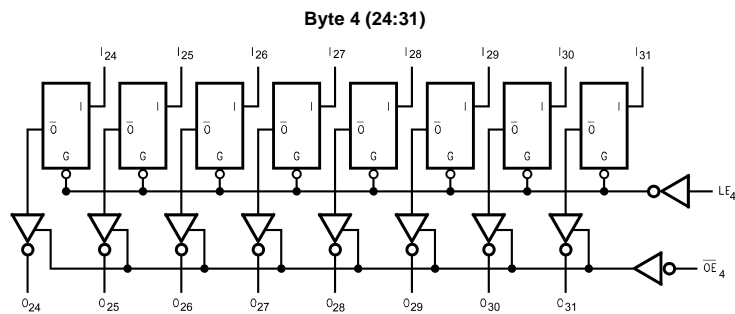 Byte 4 (24:31)
I24 I25 I26 I27 I28 I29 I30 I31
I I I I I I I I
O̅ O̅ O̅ O̅ O̅ O̅ O̅ O̅
G G G G G G G G
LE4
O̅E̅4
O24 O25 O26 O27 O28 O29 O30 O31